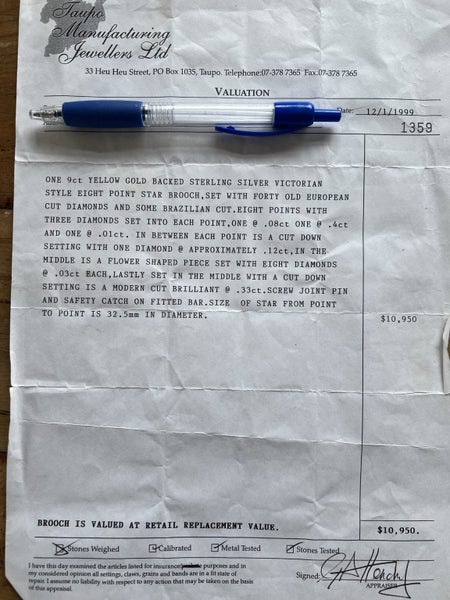 Taupo
Manufacturing
Jewellers Ltd
33 Heu Heu Street, PO Box 1035, Taupo. Telephone:07-378 7365 Fax.07-378 7365
VALUATION
Date: 12/1/1999
1359
ONE 9ct YELLOW GOLD BACKED STERLING SILVER VICTORIAN
STYLE EIGHT POINT STAR BROOCH,SET WITH FORTY OLD EUROPEAN
CUT DIAMONDS AND SOME BRAZILIAN CUT.EIGHT POINTS WITH
THREE DIAMONDS SET INTO EACH POINT,ONE @ .08ct ONE @ .4ct
AND ONE @ .01ct. IN BETWEEN EACH POINT IS A CUT DOWN
SETTING WITH ONE DIAMOND @ APPROXIMATELY .12ct,IN THE
MIDDLE IS A FLOWER SHAPED PIECE SET WITH EIGHT DIAMONDS
@ .03ct EACH,LASTLY SET IN THE MIDDLE WITH A CUT DOWN
SETTING IS A MODERN CUT BRILLIANT @ .33ct.SCREW JOINT PIN
AND SAFETY CATCH ON FITTED BAR.SIZE OF STAR FROM POINT
TO POINT IS 32.5mm IN DIAMETER.
$10,950
BROOCH IS VALUED AT RETAIL REPLACEMENT VALUE.
$10,950.
Stones Weighed Calibrated Metal Tested Stones Tested
I have this day examined the articles listed for insurance purposes and in
my considered opinion all settings, claws, grains and bands are in a fit state of
repair. I assume no liability with respect to any action that may be taken on the basis
of this appraisal.
Signed:
APPRAISER